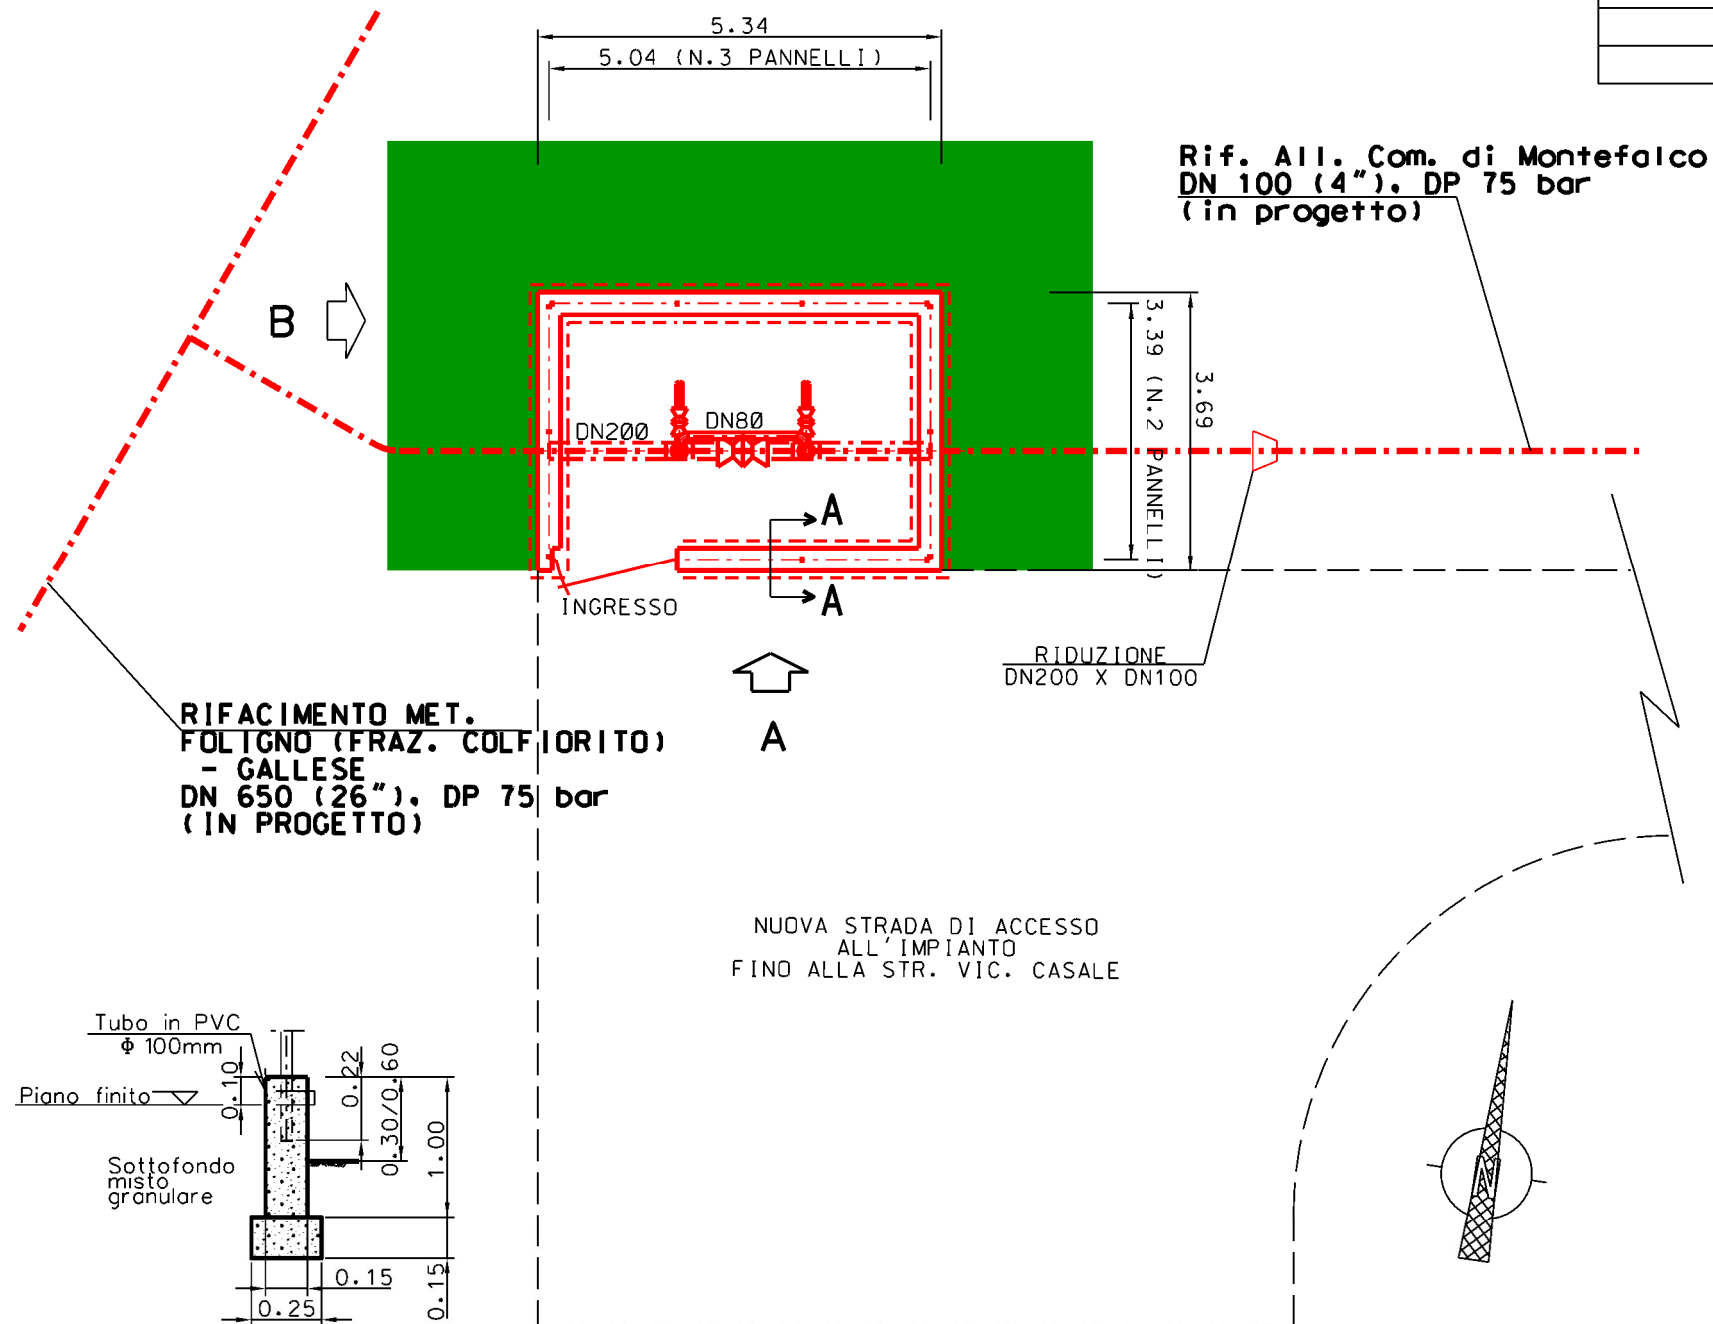 5.34
5.04 (N.3 PANNELLI)
Rif. All. Com. di Montefalco
DN 100 (4"). DP 75 bar
(in progetto)
B
3.39 (N.2 PANNELLI)
3.69
DN200
DN80
A
A
INGRESSO
RIDUZIONE
DN200 X DN100
A
RIFACIMENTO MET.
FOLIGNO (FRAZ. COLFIORITO)
- GALLESE
DN 650 (26"). DP 75 bar
(IN PROGETTO)
NUOVA STRADA DI ACCESSO
ALL'IMPIANTO
FINO ALLA STR. VIC. CASALE
Tubo in PVC
Φ 100mm
Piano finito
0.10
0.22
0.30/0.60
1.00
Sottofondo
misto
granulare
0.15
0.15
0.25
N